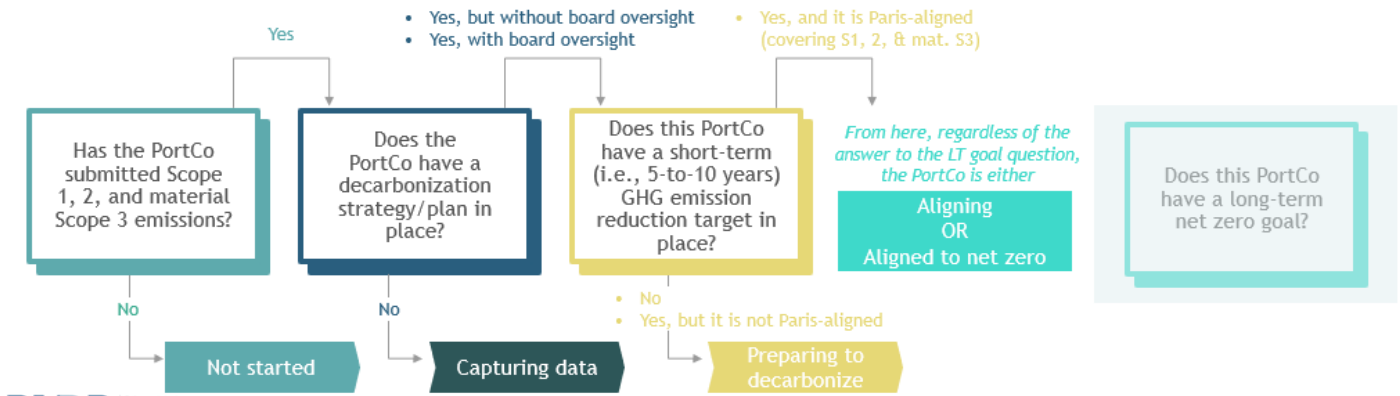 Yes
• Yes, but without board oversight
• Yes, with board oversight
• Yes, and it is Paris-aligned
(covering S1, 2, & mat. S3)
Has the PortCo
submitted Scope
1, 2, and material
Scope 3 emissions?
Does the
PortCo have a
decarbonization
strategy/plan in
place?
Does this PortCo
have a short-term
(i.e., 5-to-10 years)
GHG emission
reduction target in
place?
From here, regardless of the
answer to the LT goal question,
the PortCo is either
Aligning
OR
Aligned to net zero
Does this PortCo
have a long-term
net zero goal?
No
No
• No
• Yes, but it is not Paris-aligned
Not started
Capturing data
Preparing to
decarbonize